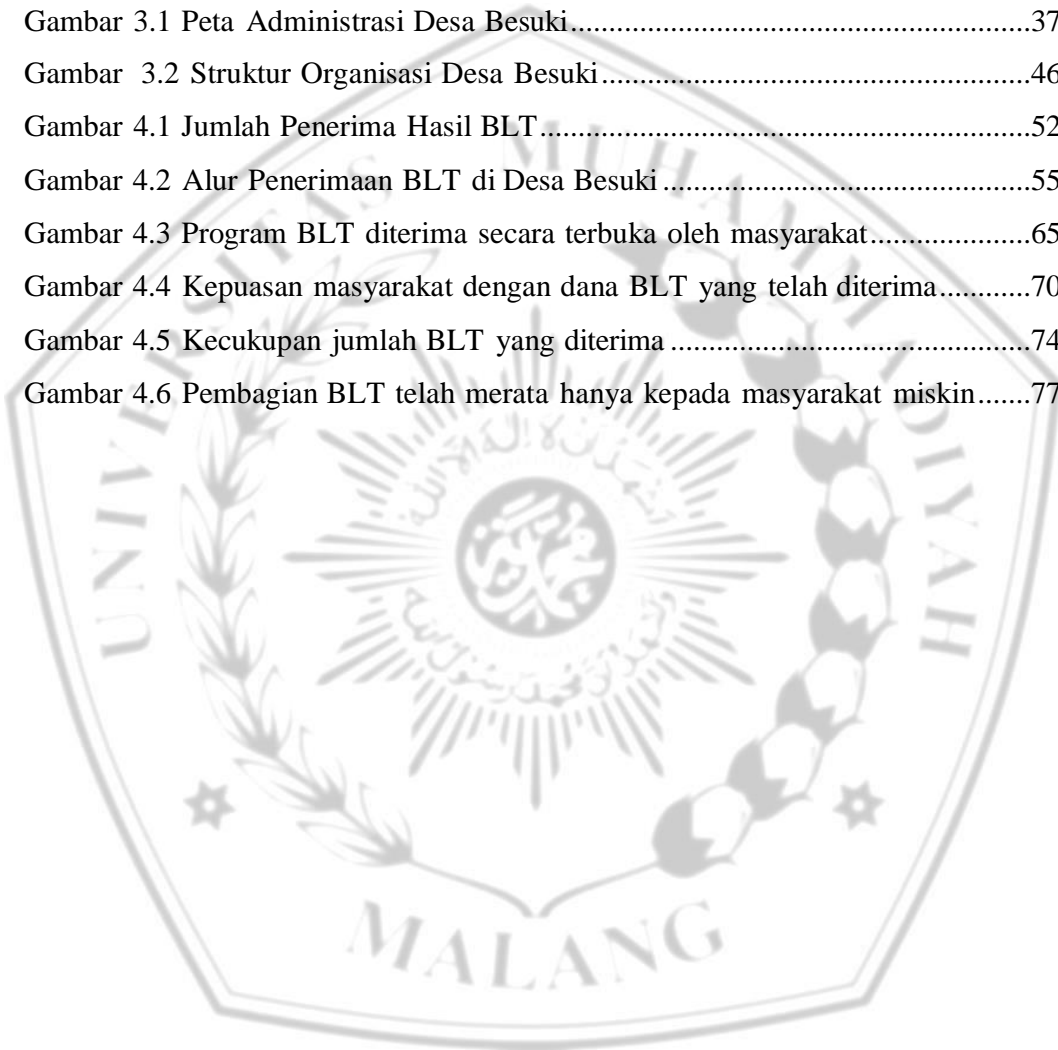 Gambar 3.1 Peta Administrasi Desa Besuki....................................................37
Gambar 3.2 Struktur Organisasi Desa Besuki................................................46
Gambar 4.1 Jumlah Penerima Hasil BLT.......................................................52
Gambar 4.2 Alur Penerimaan BLT di Desa Besuki.........................................55
Gambar 4.3 Program BLT diterima secara terbuka oleh masyarakat....................65
Gambar 4.4 Kepuasan masyarakat dengan dana BLT yang telah diterima............70
Gambar 4.5 Kecukupan jumlah BLT yang diterima........................................74
Gambar 4.6 Pembagian BLT telah merata hanya kepada masyarakat miskin.......77
UNIVERSITAS MUHAMMADIYAH
MALANG